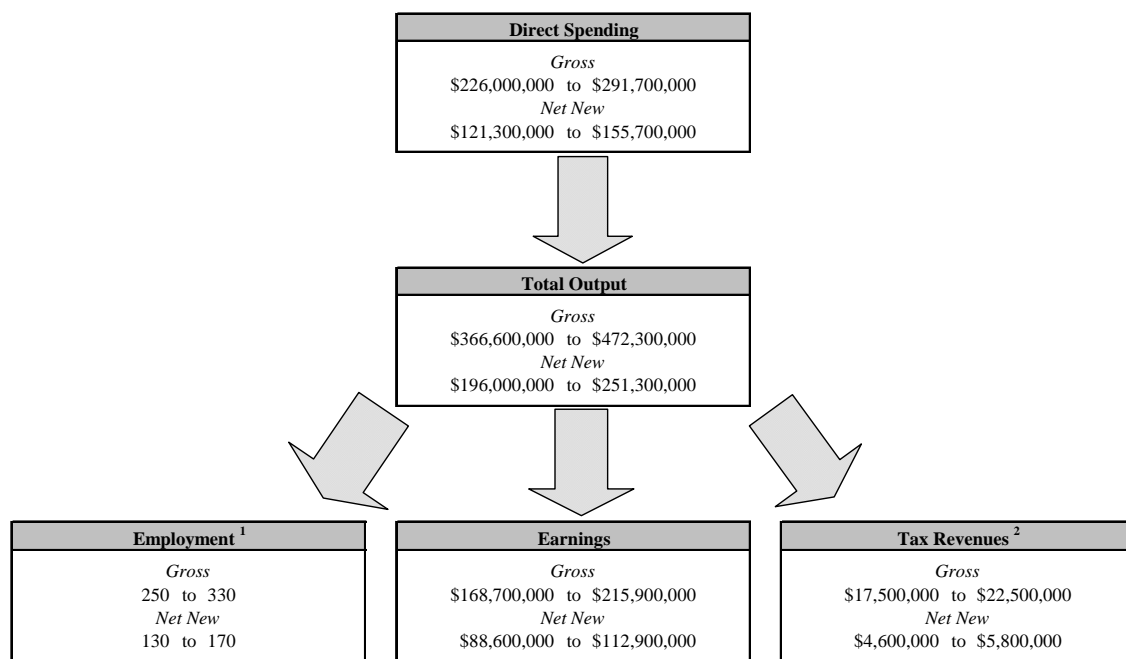 Direct Spending
Gross
$226,000,000 to $291,700,000
Net New
$121,300,000 to $155,700,000
Total Output
Gross
$366,600,000 to $472,300,000
Net New
$196,000,000 to $251,300,000
Employment 1
Gross
250 to 330
Net New
130 to 170
Earnings
Gross
$168,700,000 to $215,900,000
Net New
$88,600,000 to $112,900,000
Tax Revenues 2
Gross
$17,500,000 to $22,500,000
Net New
$4,600,000 to $5,800,000